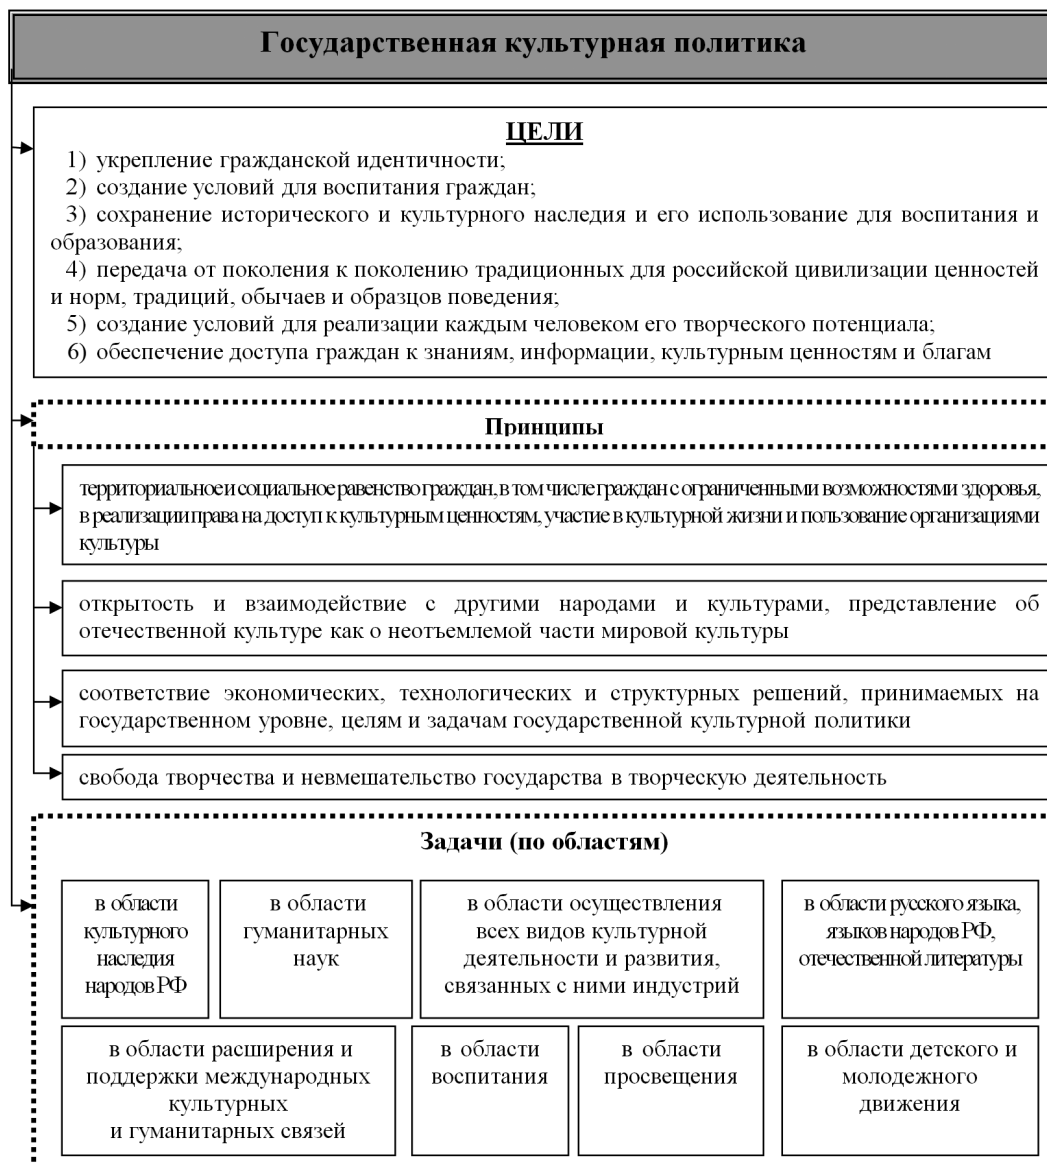 Государственная культурная политика
ЦЕЛИ
1) укрепление гражданской идентичности;
2) создание условий для воспитания граждан;
3) сохранение исторического и культурного наследия и его использование для воспитания и
образования;
4) передача от поколения к поколению традиционных для российской цивилизации ценностей
и норм, традиций, обычаев и образцов поведения;
5) создание условий для реализации каждым человеком его творческого потенциала;
6) обеспечение доступа граждан к знаниям, информации, культурным ценностям и благам
Принципы
территориальное и социальное равенство граждан, в том числе граждан с ограниченными возможностями здоровья,
в реализации права на доступ к культурным ценностям, участие в культурной жизни и пользование организациями
культуры
открытость и взаимодействие с другими народами и культурами, представление об
отечественной культуре как о неотъемлемой части мировой культуры
соответствие экономических, технологических и структурных решений, принимаемых на
государственном уровне, целям и задачам государственной культурной политики
свобода творчества и невмешательство государства в творческую деятельность
Задачи (по областям)
в области
культурного
наследия
народов РФ
в области
гуманитарных
наук
в области осуществления
всех видов культурной
деятельности и развития,
связанных с ними индустрий
в области русского языка,
языков народов РФ,
отечественной литературы
в области расширения и
поддержки международных
культурных
и гуманитарных связей
в области
воспитания
в области
просвещения
в области детского и
молодежного
движения